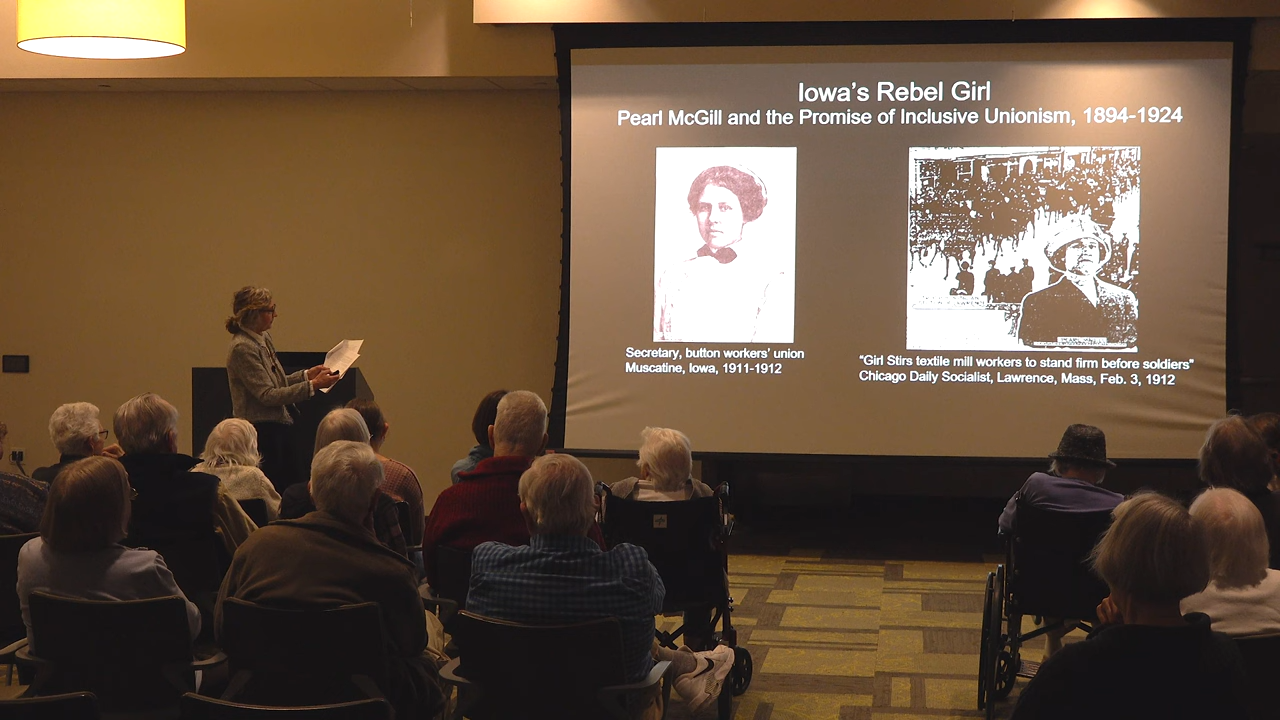 Iowa's Rebel Girl
Pearl McGill and the Promise of Inclusive Unionism, 1894-1924
Secretary, button workers' union
Muscatine, Iowa, 1911-1912
"Girl Stirs textile mill workers to stand firm before soldiers"
Chicago Daily Socialist, Lawrence, Mass, Feb. 3, 1912